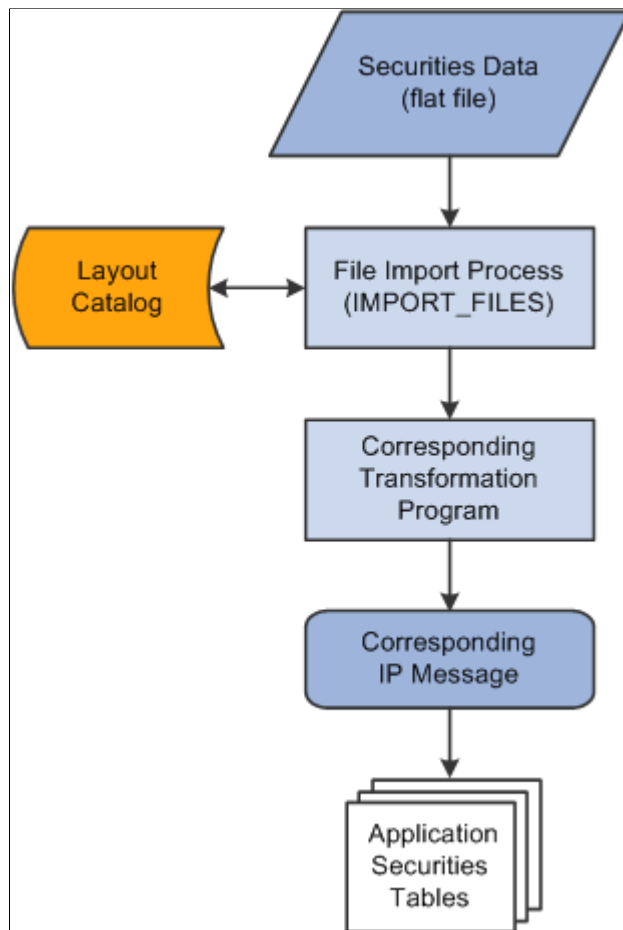 Securities Data
(flat file)
Layout
Catalog
File Import Process
(IMPORT_FILES)
Corresponding
Transformation
Program
Corresponding
IP Message
Application
Securities
Tables